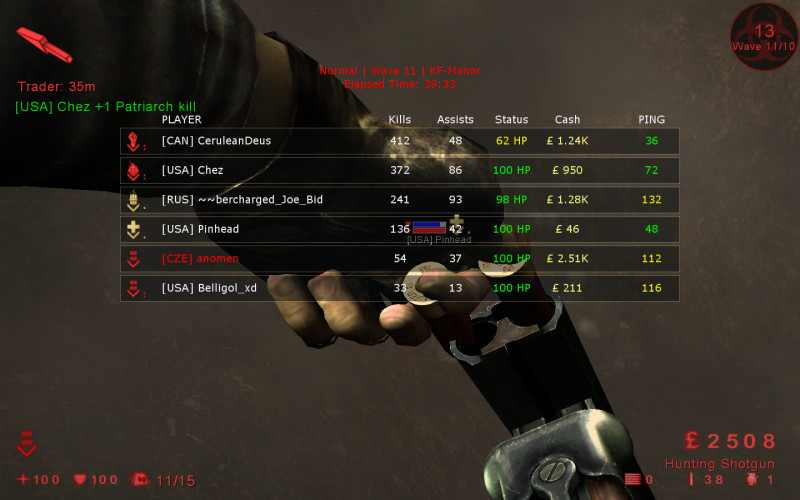 13
Wave 11/10
Normal | Wave 11 | KF-Manor
Elapsed Time: 39:33
Trader: 35m
[USA] Chez +1 Patriarch kill
PLAYER Kills Assists Status Cash PING
[CAN] CeruleanDeus 412 48 62 HP £ 1.24K 36
[USA] Chez 372 86 100 HP £ 950 72
[RUS] ~~bercharged_Joe_Bid 241 93 98 HP £ 1.28K 132
[USA] Pinhead 136 42 100 HP £ 46 48
[USA] Pinhead
[CZE] anomen 54 37 100 HP £ 2.51K 112
[USA] Belligol_xd 33 13 100 HP £ 211 116
£ 2508
Hunting Shotgun
100 100 11/15 0 38 1